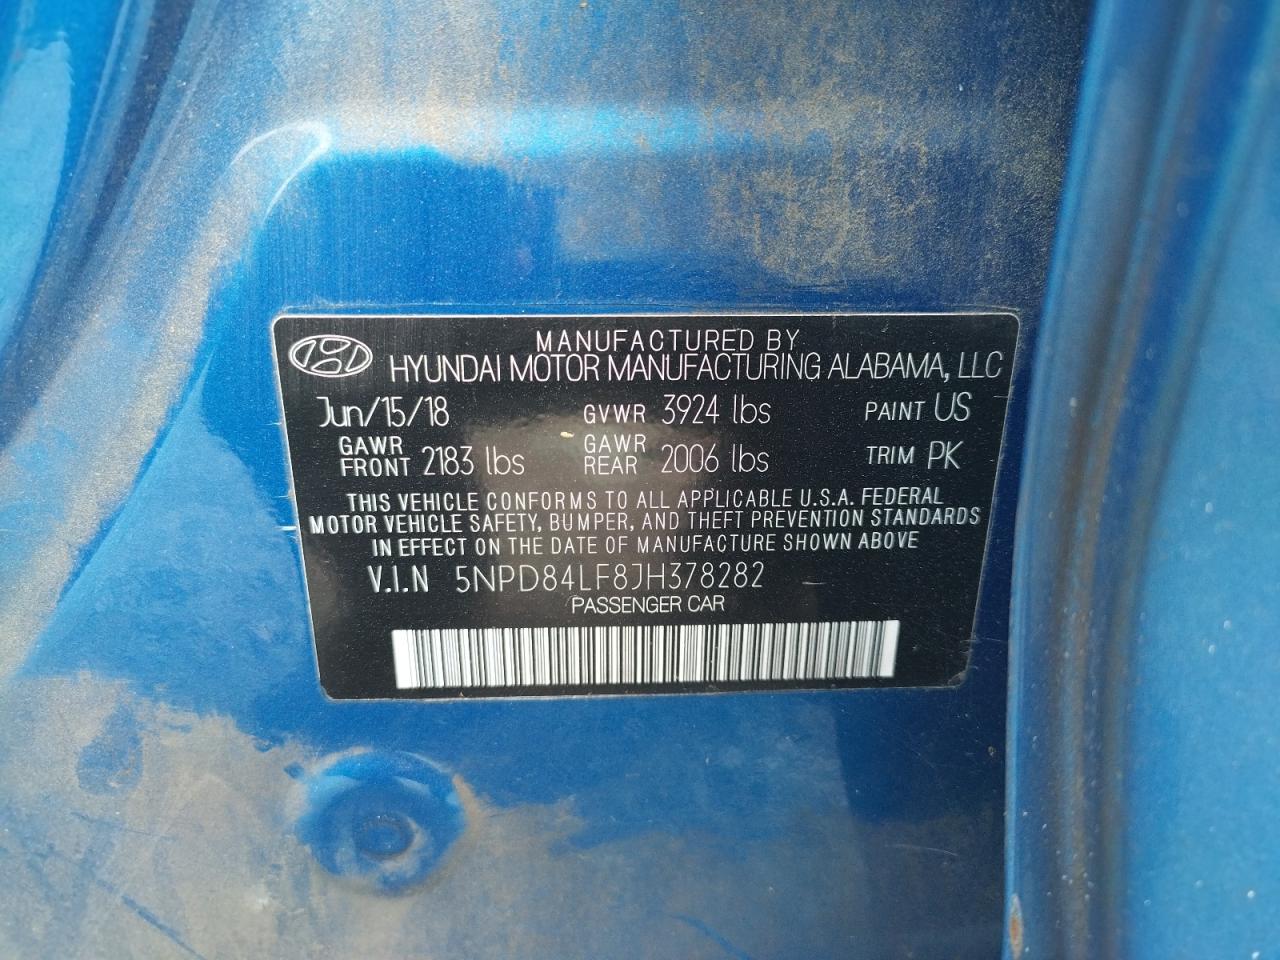 MANUFACTURED BY
HYUNDAI MOTOR MANUFACTURING ALABAMA, LLC
Jun/15/18 GVWR 3924 lbs PAINT US
GAWR FRONT 2183 lbs GAWR REAR 2006 lbs TRIM PK
THIS VEHICLE CONFORMS TO ALL APPLICABLE U.S.A. FEDERAL
MOTOR VEHICLE SAFETY, BUMPER, AND THEFT PREVENTION STANDARDS
IN EFFECT ON THE DATE OF MANUFACTURE SHOWN ABOVE
V.I.N 5NPD84LF8JH378282
PASSENGER CAR